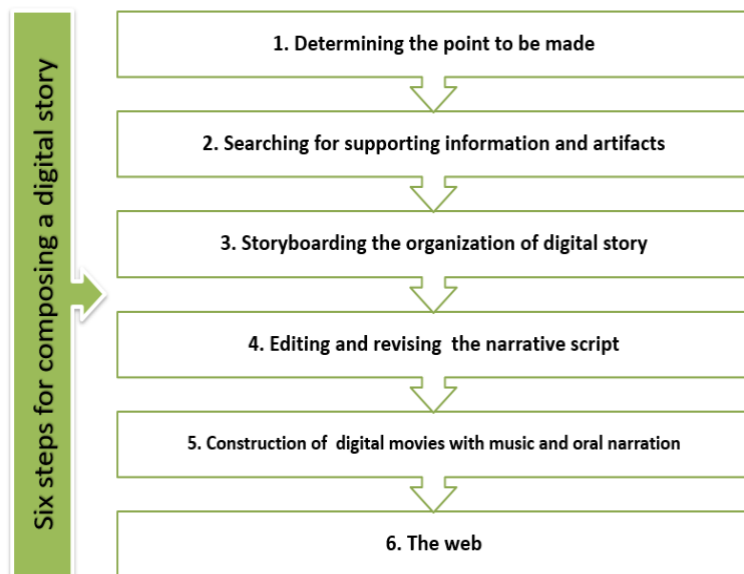 Six steps for composing a digital story
1. Determining the point to be made
2. Searching for supporting information and artifacts
3. Storyboarding the organization of digital story
4. Editing and revising the narrative script
5. Construction of digital movies with music and oral narration
6. The web